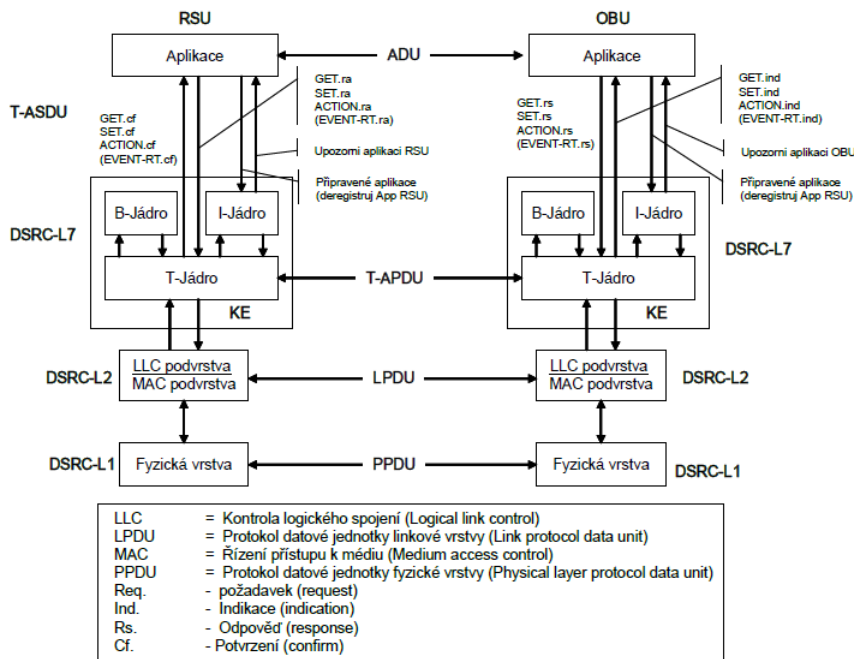 RSU
OBU
Aplikace
ADU
Aplikace
T-ASDU
GET.ra
SET.ra
ACTION.ra
(EVENT-RT.ra)
GET.cf
SET.cf
ACTION.cf
(EVENT-RT.cf)
Upozorni aplikaci RSU
Připravené aplikace
(deregistruj App RSU)
GET.ind
SET.ind
ACTION.ind
(EVENT-RT.ind)
GET.rs
SET.rs
ACTION.rs
(EVENT-RT.rs)
Upozorni aplikaci OBU
Připravené aplikace
(deregistruj App RSU)
DSRC-L7
B-Jádro
I-Jádro
T-Jádro
KE
T-APDU
B-Jádro
I-Jádro
T-Jádro
KE
DSRC-L7
DSRC-L2
LLC podvrstva
MAC podvrstva
LPDU
LLC podvrstva
MAC podvrstva
DSRC-L2
DSRC-L1
Fyzická vrstva
PPDU
Fyzická vrstva
DSRC-L1
LLC = Kontrola logického spojení (Logical link control)
LPDU = Protokol datové jednotky linkové vrstvy (Link protocol data unit)
MAC = Řízení přístupu k médiu (Medium access control)
PPDU = Protokol datové jednotky fyzické vrstvy (Physical layer protocol data unit)
Req. - požadavek (request)
Ind. - Indikace (indication)
Rs. - Odpověď (response)
Cf. - Potvrzení (confirm)